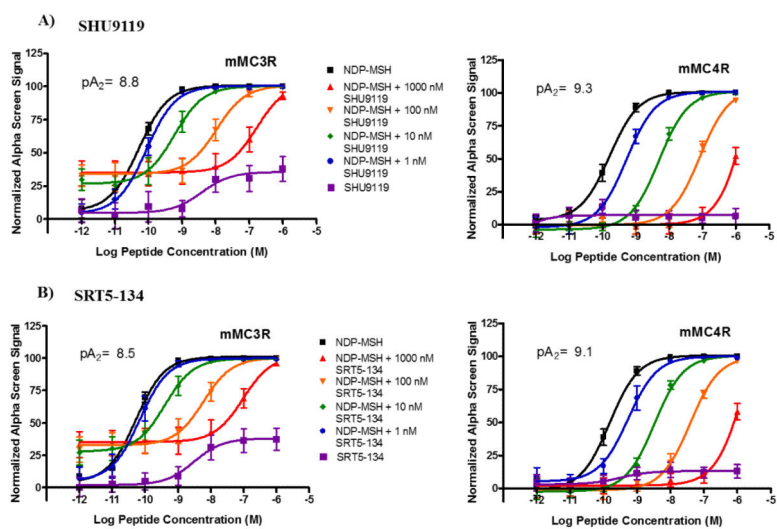 A) SHU9119
mMC3R
pA2= 8.8
Normalized Alpha Screen Signal
125
100
75
50
25
0
-12 -11 -10 -9 -8 -7 -6 -5
Log Peptide Concentration (M)
NDP-MSH
NDP-MSH + 1000 nM
SHU9119
NDP-MSH + 100 nM
SHU9119
NDP-MSH + 10 nM
SHU9119
NDP-MSH + 1 nM
SHU9119
SHU9119
mMC4R
pA2= 9.3
Normalized Alpha Screen Signal
125
100
75
50
25
0
-12 -11 -10 -9 -8 -7 -6 -5
Log Peptide Concentration (M)
B) SRT5-134
mMC3R
pA2= 8.5
Normalized Alpha Screen Signal
125
100
75
50
25
0
-12 -11 -10 -9 -8 -7 -6 -5
Log Peptide Concentration (M)
NDP-MSH
NDP-MSH + 1000 nM
SRT5-134
NDP-MSH + 100 nM
SRT5-134
NDP-MSH + 10 nM
SRT5-134
NDP-MSH + 1 nM
SRT5-134
SRT5-134
mMC4R
pA2= 9.1
Normalized Alpha Screen Signal
125
100
75
50
25
0
-12 -11 -10 -9 -8 -7 -6 -5
Log Peptide Concentration (M)